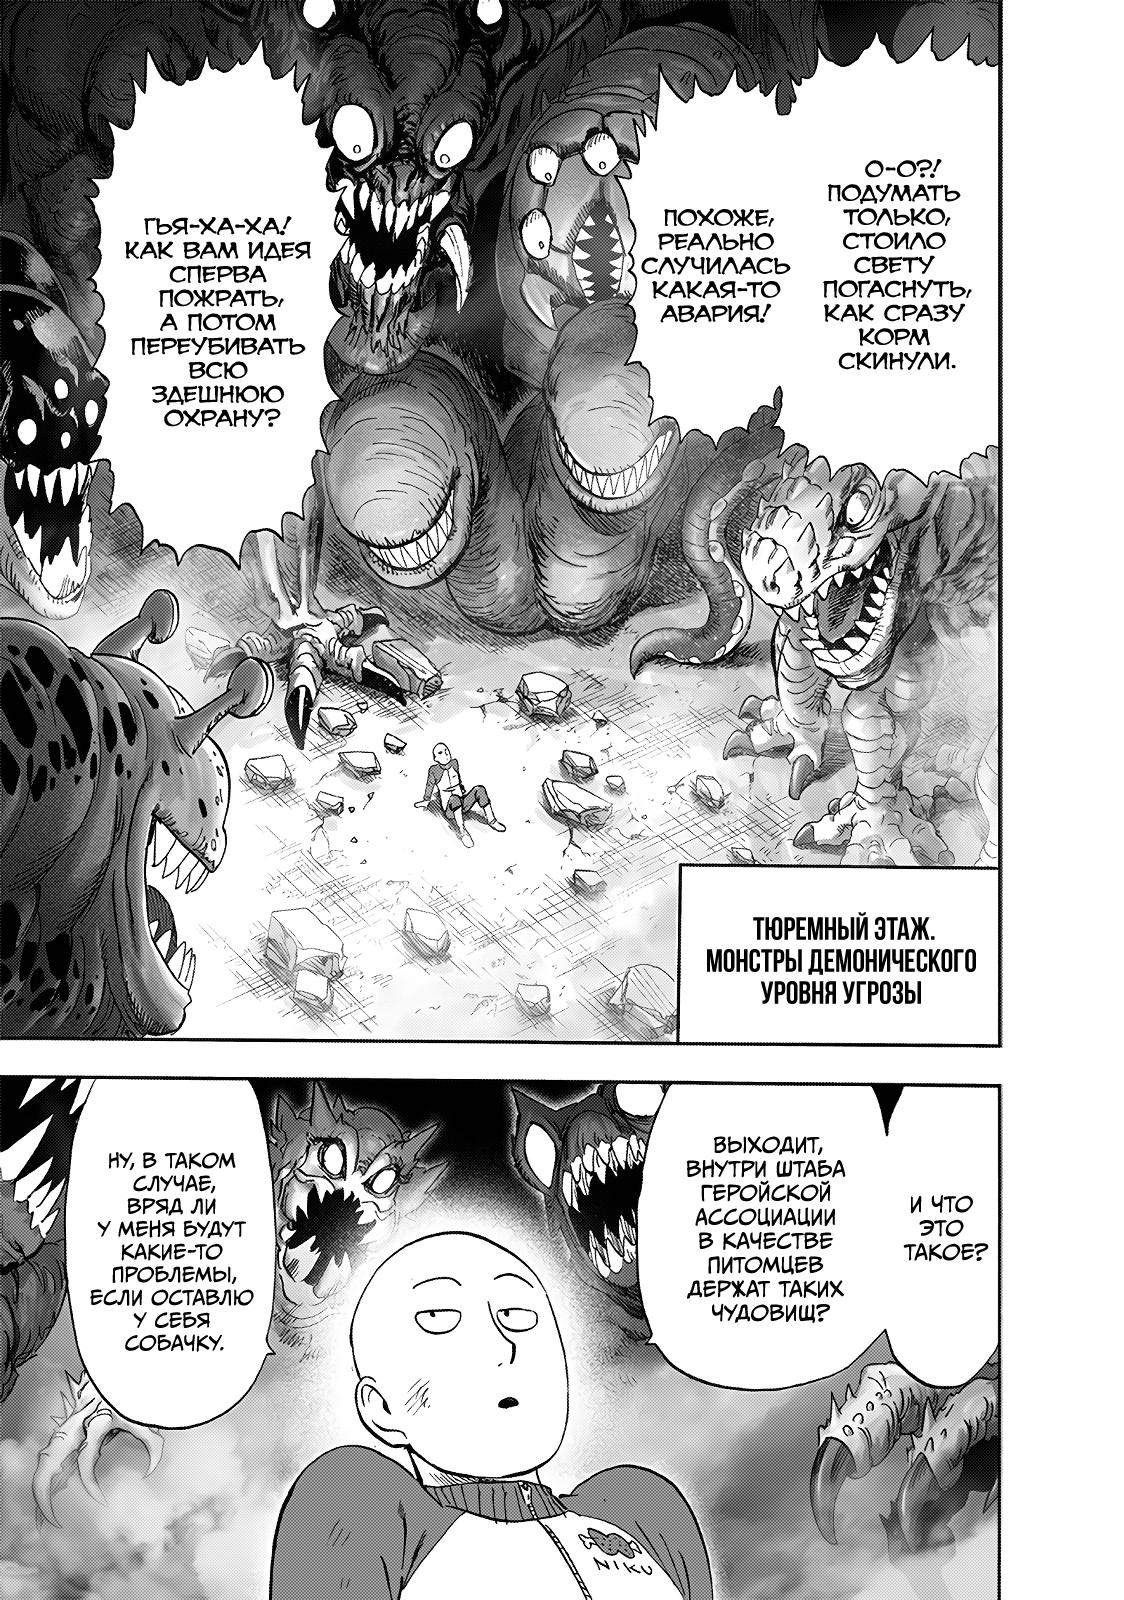 О-О?!
ПОДУМАТЬ
ТОЛЬКО,
СТОИЛО
СВЕТУ
ПОГАСНУТЬ,
КАК СРАЗУ
КОРМ
СКИНУЛИ.
ПОХОЖЕ,
РЕАЛЬНО
СЛУЧИЛАСЬ
КАКАЯ-ТО
АВАРИЯ!
ГЬЯ-ХА-ХА!
КАК ВАМ ИДЕЯ
СПЕРВА
ПОЖРАТЬ,
А ПОТОМ
ПЕРЕУБИВАТЬ
ВСЮ
ЗДЕШНЮЮ
ОХРАНУ?
ТЮРЕМНЫЙ ЭТАЖ.
МОНСТРЫ ДЕМОНИЧЕСКОГО
УРОВНЯ УГРОЗЫ
И ЧТО
ЭТО
ТАКОЕ?
ВЫХОДИТ,
ВНУТРИ ШТАБА
ГЕРОЙСКОЙ
АССОЦИАЦИИ
В КАЧЕСТВЕ
ПИТОМЦЕВ
ДЕРЖАТ ТАКИХ
ЧУДОВИЩ?
НУ, В ТАКОМ
СЛУЧАЕ,
ВРЯД ЛИ
У МЕНЯ БУДУТ
КАКИЕ-ТО
ПРОБЛЕМЫ,
ЕСЛИ ОСТАВЛЮ
У СЕБЯ
СОБАЧКУ.
NIKU